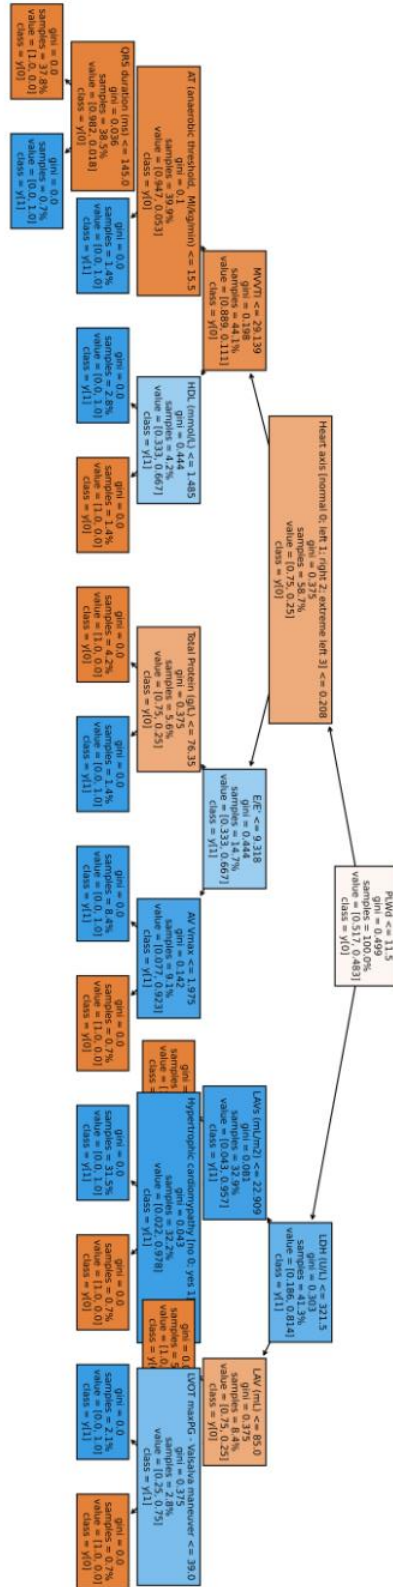 PLWd <= 11.5
gini = 0.499
samples = 100.0%
value = [0.517, 0.483]
class = y[0]
Heart axis (normal 0; left 1; right 2; extreme left 3] <= 0.208
gini = 0.375
samples = 58.7%
value = [0.75, 0.25]
class = y[0]
LDH (U/L) <= 321.5
gini = 0.303
samples = 41.3%
value = [0.186, 0.814]
class = y[1]
MVVTI <= 29.139
gini = 0.198
samples = 44.1%
value = [0.889, 0.111]
class = y[0]
E/E' <= 9.318
gini = 0.444
samples = 14.7%
value = [0.333, 0.667]
class = y[1]
LAVs (mL/m2) <= 22.909
gini = 0.081
samples = 32.9%
value = [0.043, 0.957]
class = y[1]
LAV (mL) <= 85.0
gini = 0.375
samples = 8.4%
value = [0.75, 0.25]
class = y[0]
AT (anaerobic threshold, Ml/kg/min) <= 15.5
gini = 0.1
samples = 39.9%
value = [0.947, 0.053]
class = y[0]
HDL (mmol/L) <= 1.485
gini = 0.444
samples = 4.2%
value = [0.333, 0.667]
class = y[1]
Total Protein (g/L) <= 76.35
gini = 0.375
samples = 5.6%
value = [0.75, 0.25]
class = y[0]
AV Vmax <= 1.975
gini = 0.142
samples = 9.1%
value = [0.077, 0.923]
class = y[1]
gini =
samples
value =
class
Hypertrophic cardiomypathy [no 0; yes 1]
gini = 0.043
samples = 32.2%
value = [0.022, 0.978]
class = y[1]
gini = 0.
samples =
value = [1.0
class = y
LVOT maxPG - Valsalva maneuver <= 39.0
gini = 0.375
samples = 2.8%
value = [0.25, 0.75]
class = y[1]
QRS duration (ms) <= 145.0
gini = 0.036
samples = 38.5%
value = [0.982, 0.018]
class = y[0]
gini = 0.0
samples = 1.4%
value = [0.0, 1.0]
class = y[1]
gini = 0.0
samples = 2.8%
value = [0.0, 1.0]
class = y[1]
gini = 0.0
samples = 1.4%
value = [1.0, 0.0]
class = y[0]
gini = 0.0
samples = 4.2%
value = [1.0, 0.0]
class = y[0]
gini = 0.0
samples = 1.4%
value = [0.0, 1.0]
class = y[1]
gini = 0.0
samples = 8.4%
value = [0.0, 1.0]
class = y[1]
gini = 0.0
samples = 0.7%
value = [1.0, 0.0]
class = y[0]
gini = 0.0
samples = 31.5%
value = [0.0, 1.0]
class = y[1]
gini = 0.0
samples = 0.7%
value = [1.0, 0.0]
class = y[0]
gini = 0.0
samples = 2.1%
value = [0.0, 1.0]
class = y[1]
gini = 0.0
samples = 0.7%
value = [1.0, 0.0]
class = y[0]
gini = 0.0
samples = 37.8%
value = [1.0, 0.0]
class = y[0]
gini = 0.0
samples = 0.7%
value = [0.0, 1.0]
class = y[1]